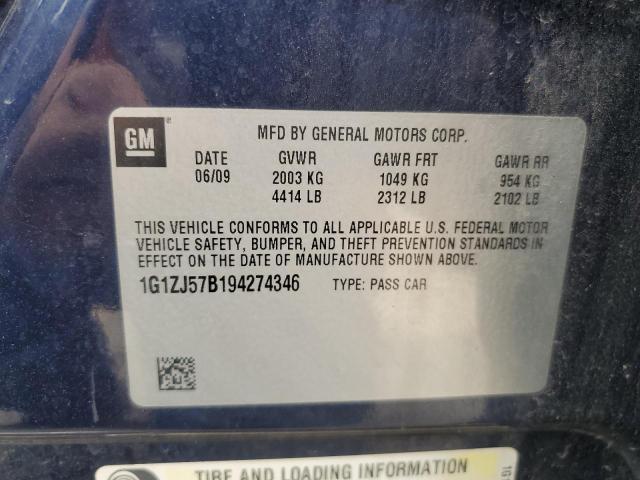 GM
MFD BY GENERAL MOTORS CORP.
DATE GVWR GAWR FRT GAWR RR
06/09 2003 KG 1049 KG 954 KG
4414 LB 2312 LB 2102 LB
THIS VEHICLE CONFORMS TO ALL APPLICABLE U.S. FEDERAL MOTOR
VEHICLE SAFETY, BUMPER, AND THEFT PREVENTION STANDARDS IN
EFFECT ON THE DATE OF MANUFACTURE SHOWN ABOVE.
1G1ZJ57B194274346 TYPE: PASS CAR
TIRE AND LOADING INFORMATION
1G